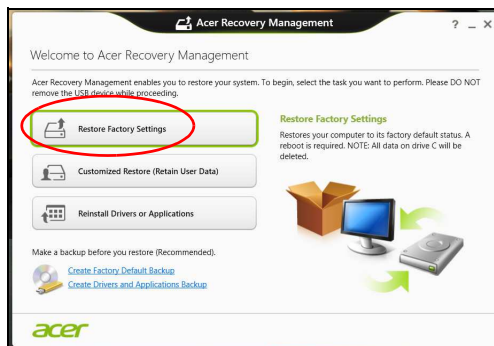 Acer Recovery Management
? _ X
Welcome to Acer Recovery Management
Acer Recovery Management enables you to restore your system. To begin, select the task you want to perform. Please DO NOT
remove the USB device while proceeding.
Restore Factory Settings
Customized Restore (Retain User Data)
Reinstall Drivers or Applications
Restore Factory Settings
Restores your computer to its factory default status. A
reboot is required. NOTE: All data on drive C will be
deleted.
Make a backup before you restore (Recommended).
Create Factory Default Backup
Create Drivers and Applications Backup
acer